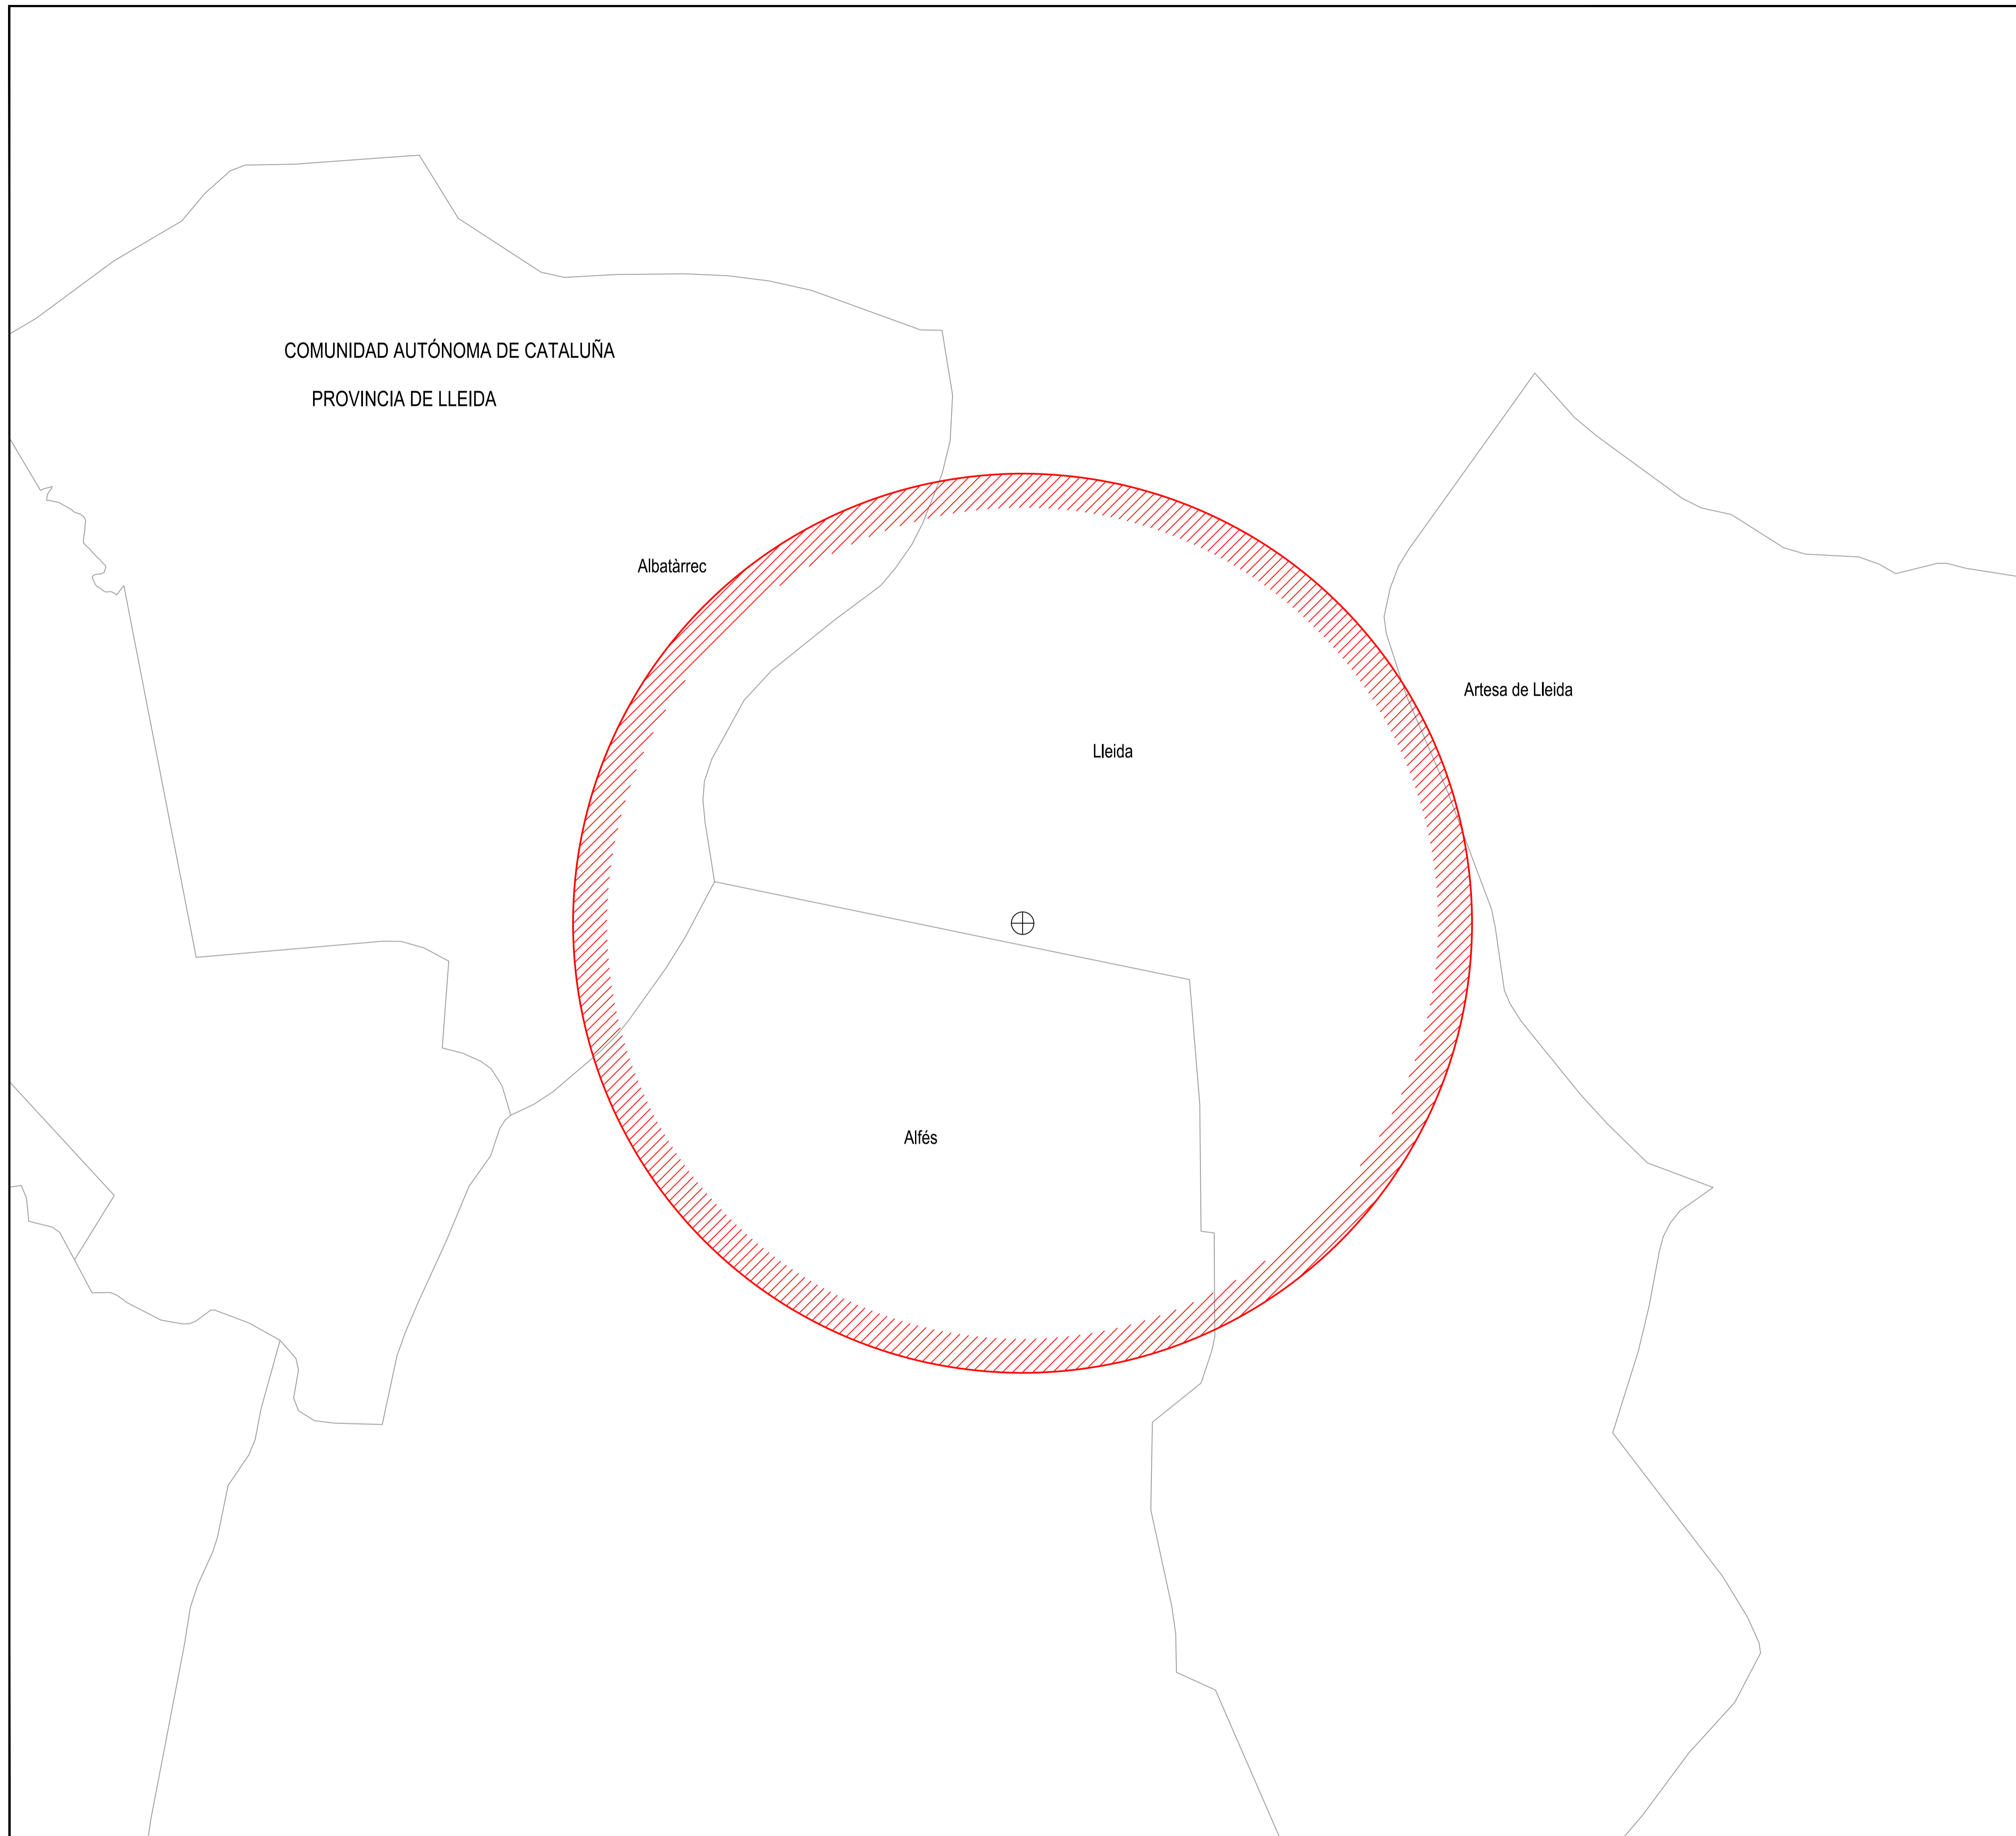 COMUNIDAD AUTÓNOMA DE CATALUÑA
PROVINCIA DE LLEIDA
Albatàrrec
Artesa de Lleida
Lleida
Alfés